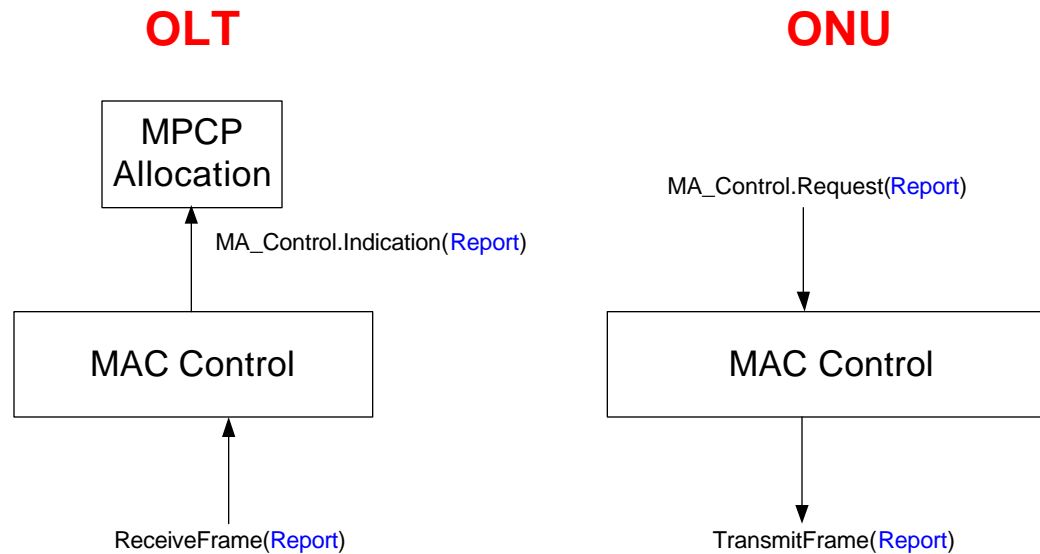 OLT
ONU
MPCP
Allocation
MA_Control.Request(Report)
MA_Control.Indication(Report)
MAC Control
MAC Control
ReceiveFrame(Report)
TransmitFrame(Report)